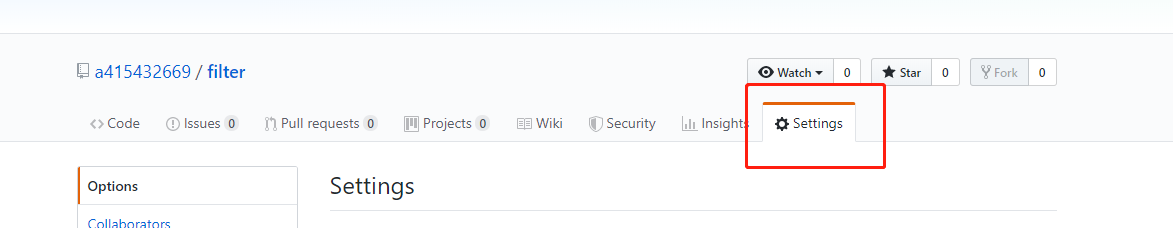 a415432669 / filter
Watch 0 Star 0 Fork 0
Code Issues 0 Pull requests 0 Projects 0 Wiki Security Insights Settings
Options
Settings
Collaborators